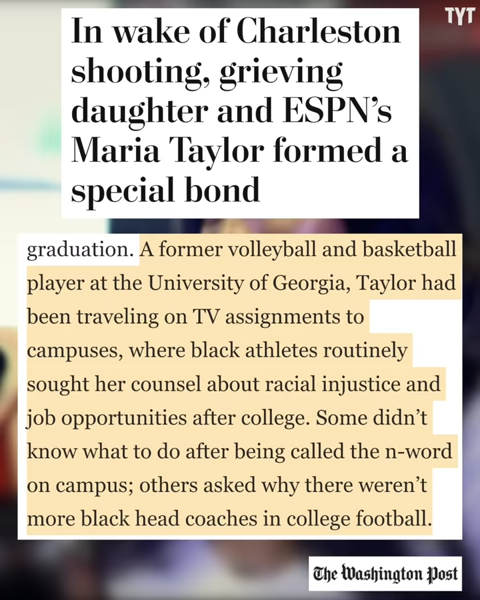 TYT
In wake of Charleston
shooting, grieving
daughter and ESPN’s
Maria Taylor formed a
special bond
graduation. A former volleyball and basketball
player at the University of Georgia, Taylor had
been traveling on TV assignments to
campuses, where black athletes routinely
sought her counsel about racial injustice and
job opportunities after college. Some didn’t
know what to do after being called the n-word
on campus; others asked why there weren’t
more black head coaches in college football.
The Washington Post